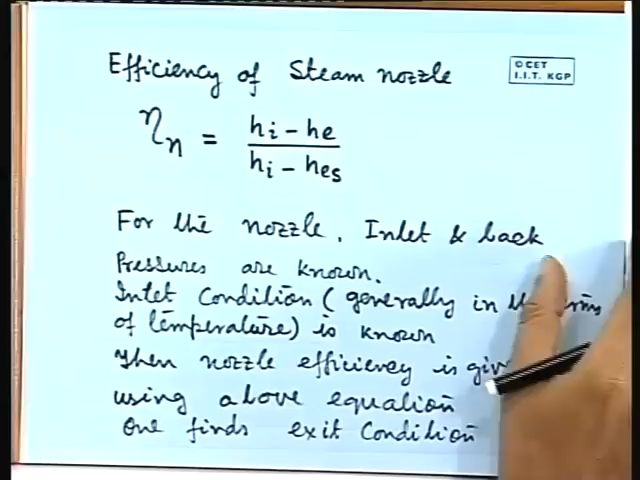 Efficiency of Steam nozzle
© CET
I.I.T. KGP
ηn = hi - he / hi - hes
For the nozzle, Inlet & back
Pressures are known.
Inlet Condition (generally in
of temperature) is known
Then nozzle efficiency is
using above equation
One finds exit Condition